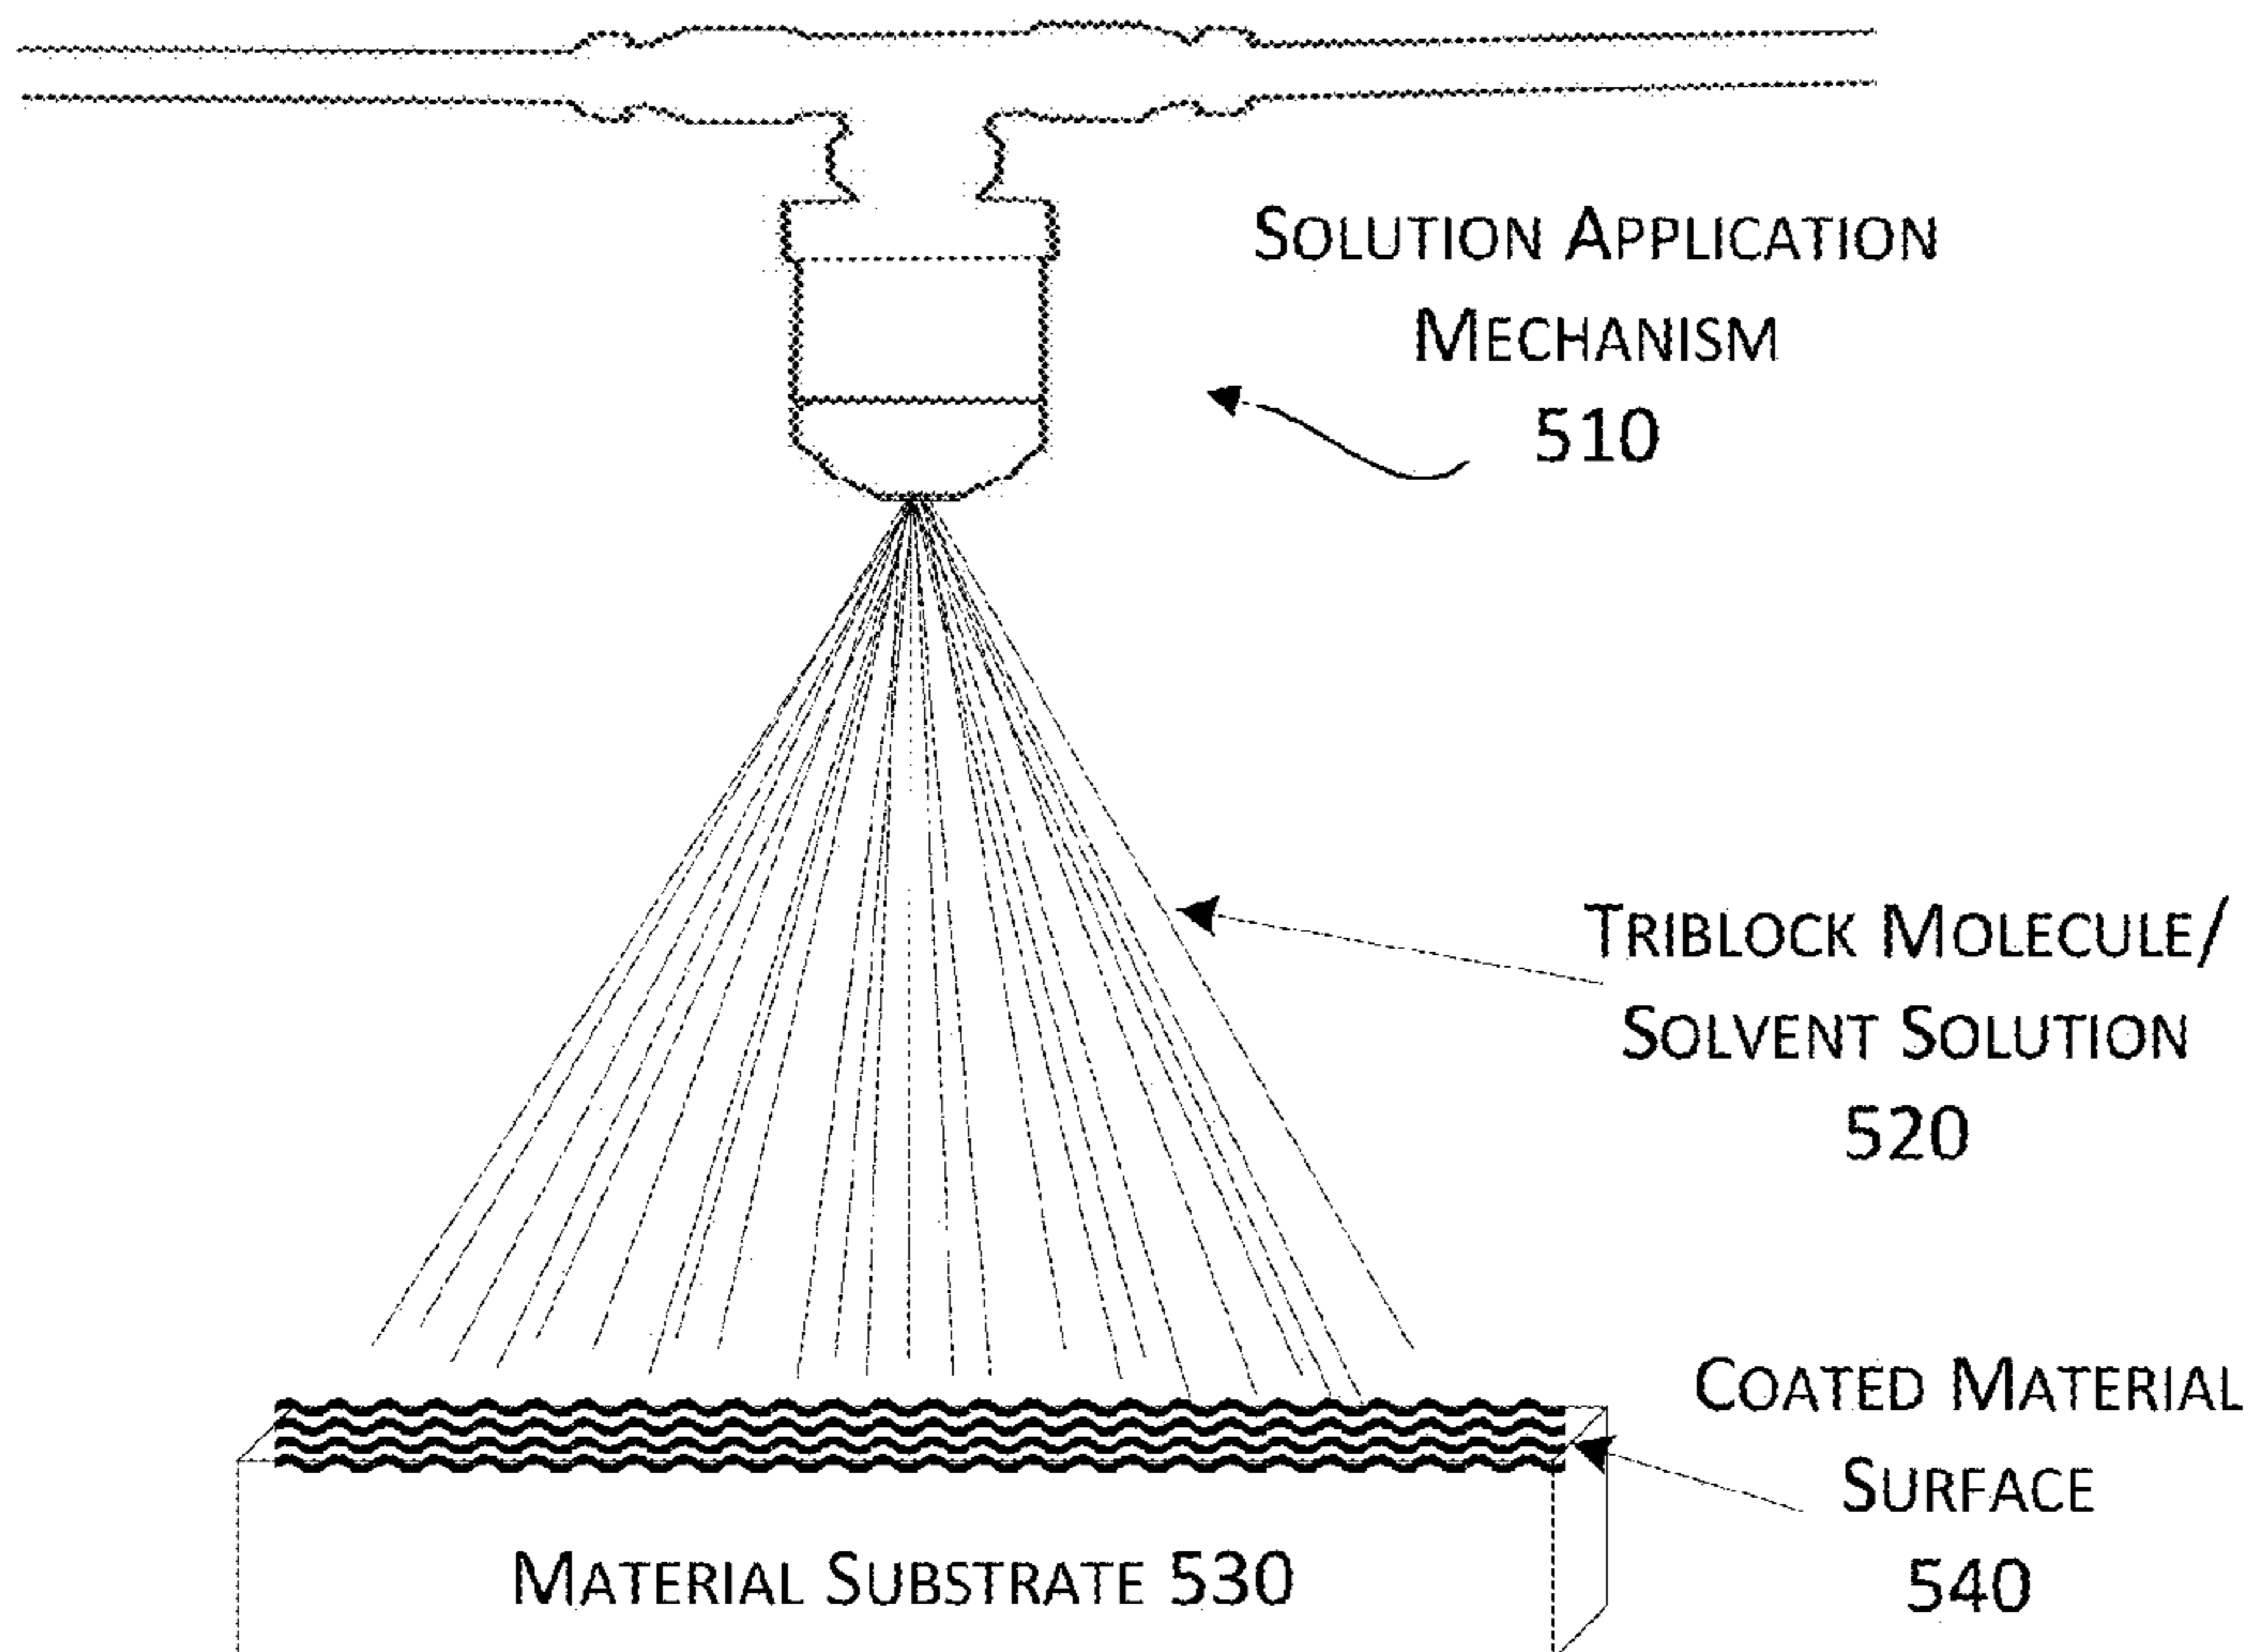 SOLUTION APPLICATION
MECHANISM
510
TRIBLOCK MOLECULE/
SOLVENT SOLUTION
520
COATED MATERIAL
SURFACE
540
MATERIAL SUBSTRATE 530